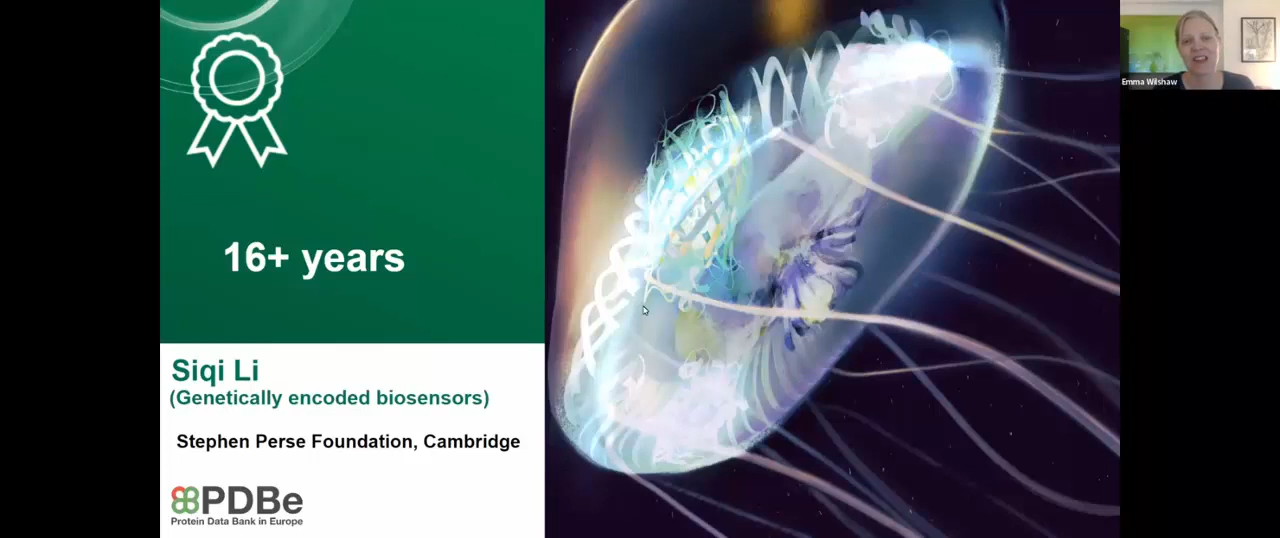 16+ years
Siqi Li
(Genetically encoded biosensors)
Stephen Perse Foundation, Cambridge
PDBe
Protein Data Bank in Europe
Emma Wilshaw